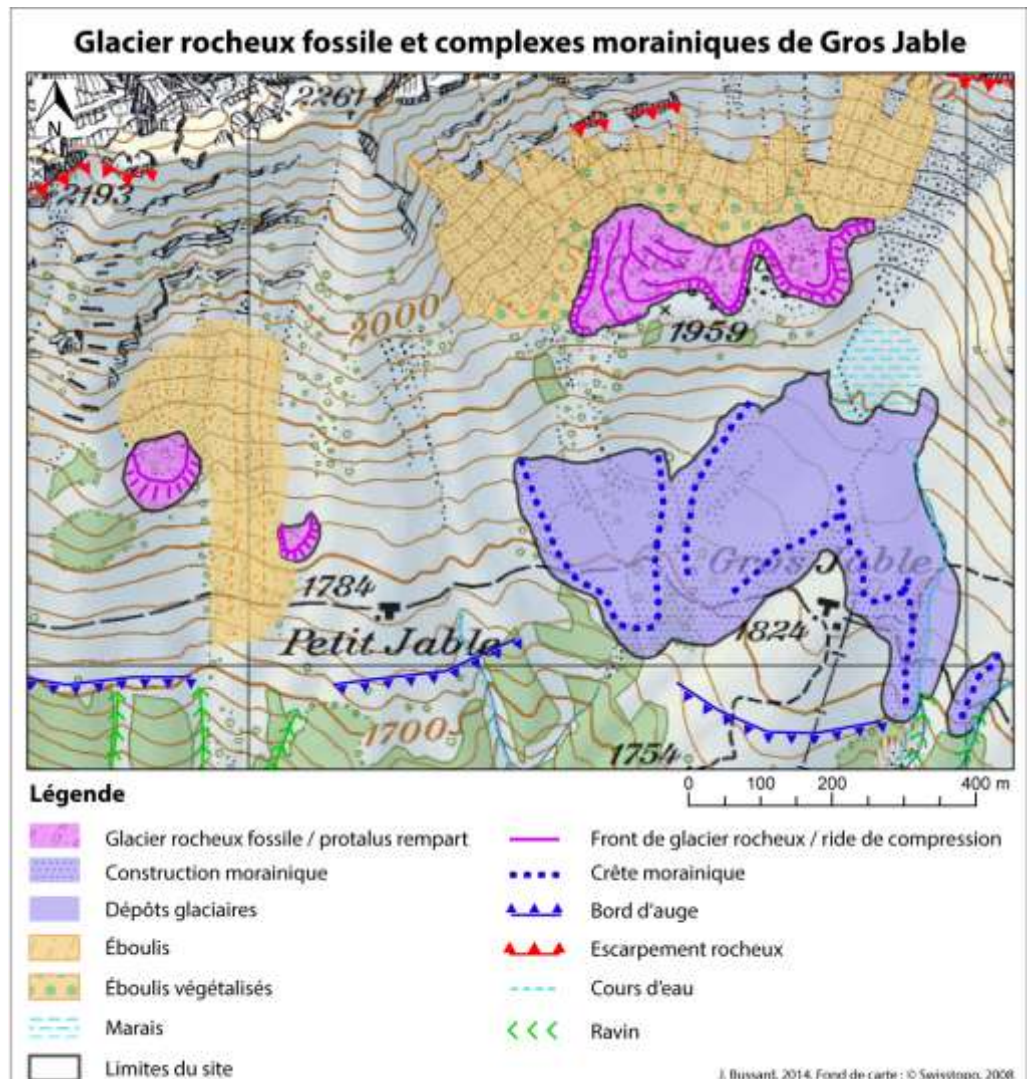 Glacier rocheux fossile et complexes morainiques de Gros Jable
N
2261
2193
2000
1959
1784
Petit Jable
Gros Jable
1824
1700
1754
0 100 200 400 m
Légende
Glacier rocheux fossile / protalus rempart
Construction morainique
Dépôts glaciaires
Éboulis
Éboulis végétalisés
Marais
Limites du site
Front de glacier rocheux / ride de compression
Crête morainique
Bord d'auge
Escarpement rocheux
Cours d'eau
Ravin
J. Bussard, 2014. Fond de carte : © Swisstopo, 2008